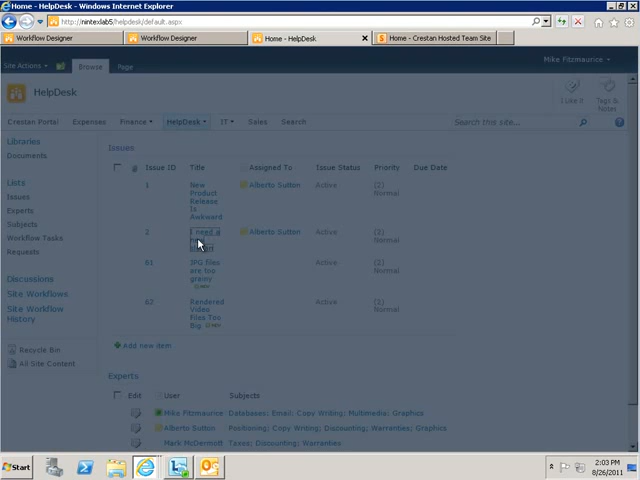 Home - HelpDesk - Windows Internet Explorer
http://nintexlab5/helpdesk/default.aspx
Workflow Designer
Workflow Designer
Home - HelpDesk
Home - Crestan Hosted Team Site
Site Actions
Browse
Page
Mike Fitzmaurice
HelpDesk
I Like It
Tags & Notes
Crestan Portal
Expenses
Finance
HelpDesk
IT
Sales
Search
Search this site...
Libraries
Documents
Lists
Issues
Experts
Subjects
Workflow Tasks
Requests
Discussions
Site Workflows
Site Workflow History
Recycle Bin
All Site Content
Issues
Issue ID Title Assigned To Issue Status Priority Due Date
1 New Product Release Is Awkward Alberto Sutton Active (2) Normal
2 I need a Alberto Sutton Active (2) Normal
61 JPG files are too grainy NEW Active (2) Normal
62 Rendered Video Files Too Big NEW Active (2) Normal
Add new item
Experts
Edit User Subjects
Mike Fitzmaurice Databases; Email; Copy Writing; Multimedia; Graphics
Alberto Sutton Positioning; Copy Writing; Discounting; Warranties; Graphics
Mark McDermott Taxes; Discounting; Warranties
Start
2:03 PM
8/26/2011